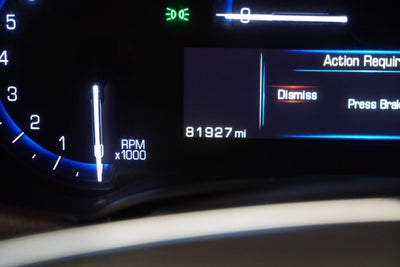 5
4
3
2
1
0
RPM
x1000
0
Action Requir
Dismiss
Press Brak
81927 mi